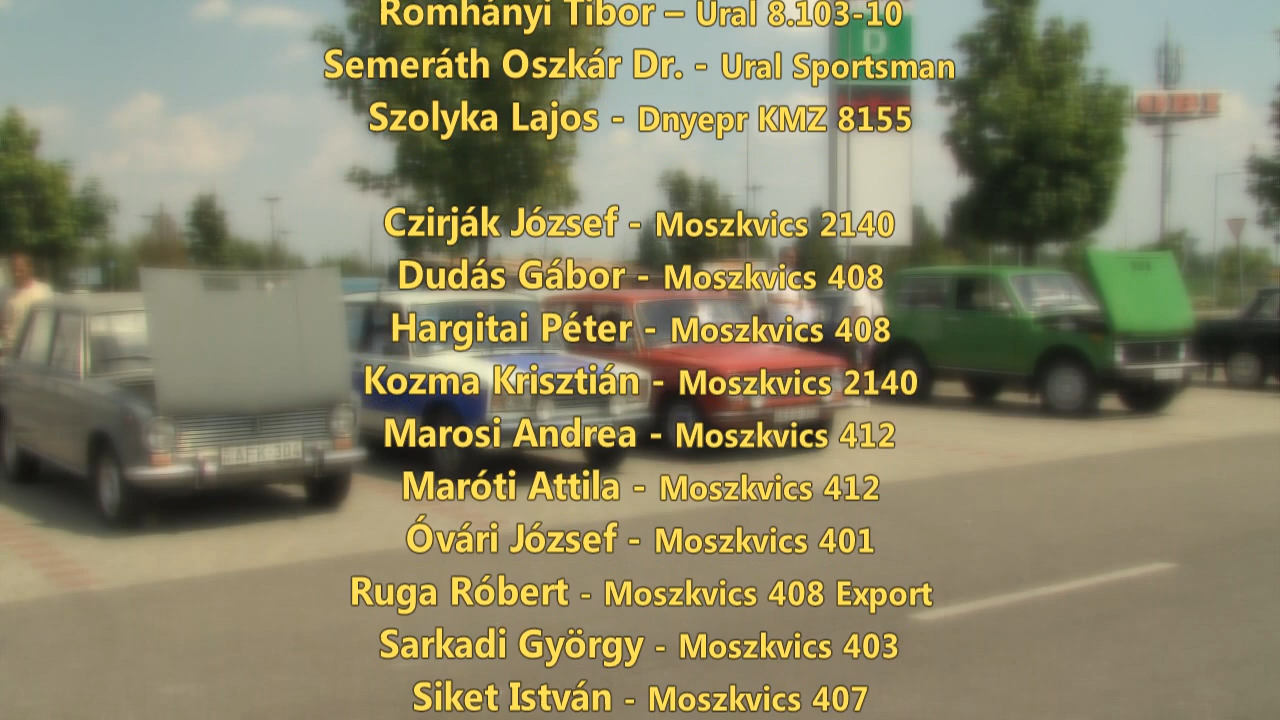 Romhányi Tibor – Ural 8.103-10
Semeráth Oszkár Dr. - Ural Sportsman
Szolyka Lajos - Dnyepr KMZ 8155
Czirják József - Moszkvics 2140
Dudás Gábor - Moszkvics 408
Hargitai Péter - Moszkvics 408
Kozma Krisztián - Moszkvics 2140
Marosi Andrea - Moszkvics 412
Maróti Attila - Moszkvics 412
Óvári József - Moszkvics 401
Ruga Róbert - Moszkvics 408 Export
Sarkadi György - Moszkvics 403
Siket István - Moszkvics 407
D
OBI
AFK-304